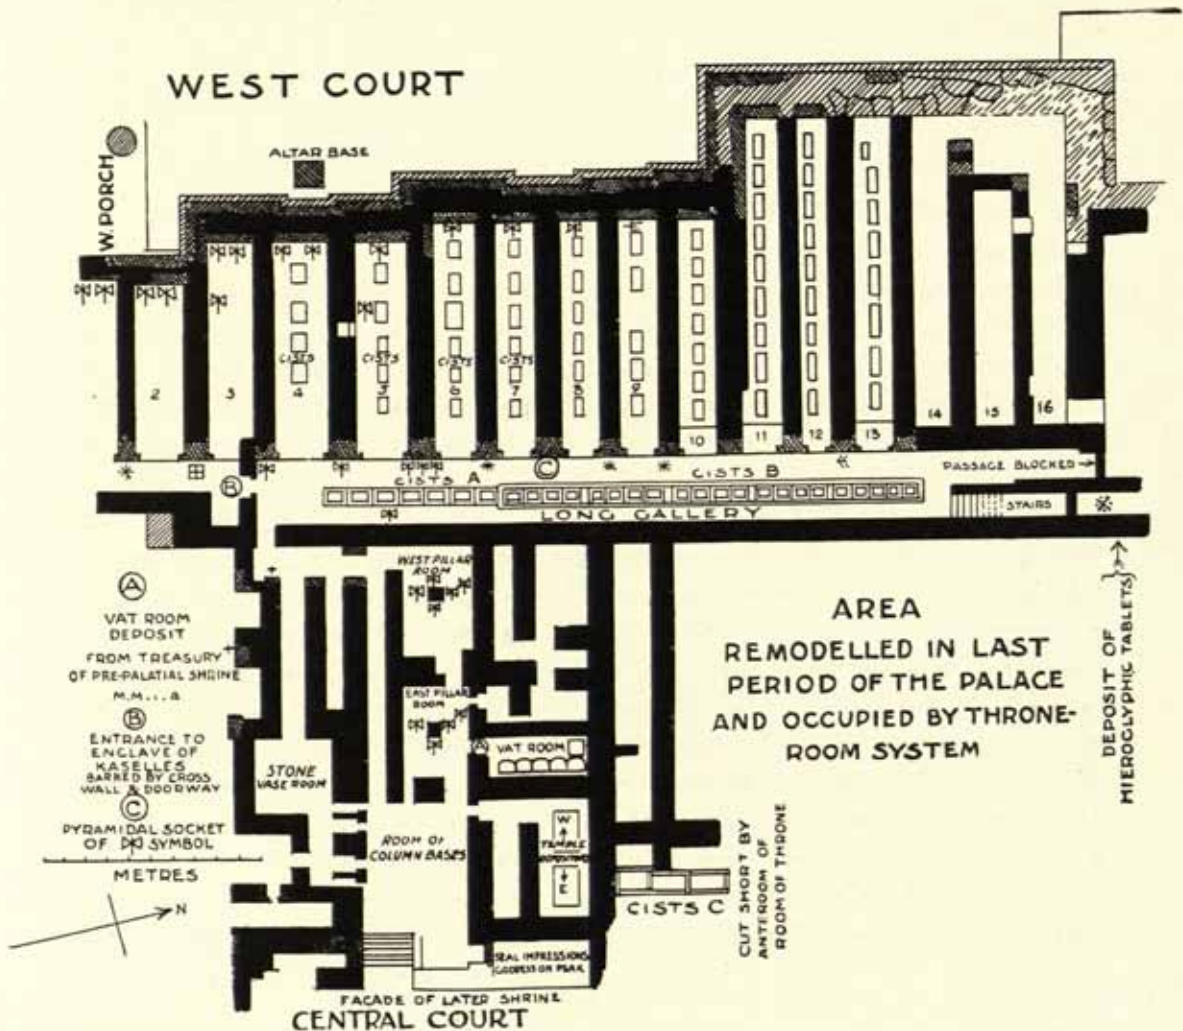 WEST COURT
W. PORCH
ALTAR BASE
CISTS
CISTS
CISTS
CISTS
2
3
4
5
6
7
8
9
10
11
12
13
14
15
16
B
C
CISTS A
CISTS B
PASSAGE BLOCKED
LONG GALLERY
STAIRS
WEST PILLAR
ROOM
EAST PILLAR
ROOM
A
VAT ROOM
STONE
VASE ROOM
ROOM OF
COLUMN BASES
W
TEMPLE
E
CISTS C
SEAL IMPRESSIONS
GODDESS ON PEAK
FACADE OF LATER SHRINE
CENTRAL COURT
A
VAT ROOM
DEPOSIT
FROM TREASURY
OF PRE-PALATIAL SHRINE
B
ENTRANCE TO
ENCLAVE OF
KASELLES
BARRED BY CROSS
WALL & DOORWAY
C
PYRAMIDAL SOCKET
OF SYMBOL
METRES
N
AREA
REMODELLED IN LAST
PERIOD OF THE PALACE
AND OCCUPIED BY THRONE-
ROOM SYSTEM
CUT SHORT BY
ANTEROOM OF
ROOM OF THRONE
DEPOSIT OF
HIEROGLYPHIC TABLETS